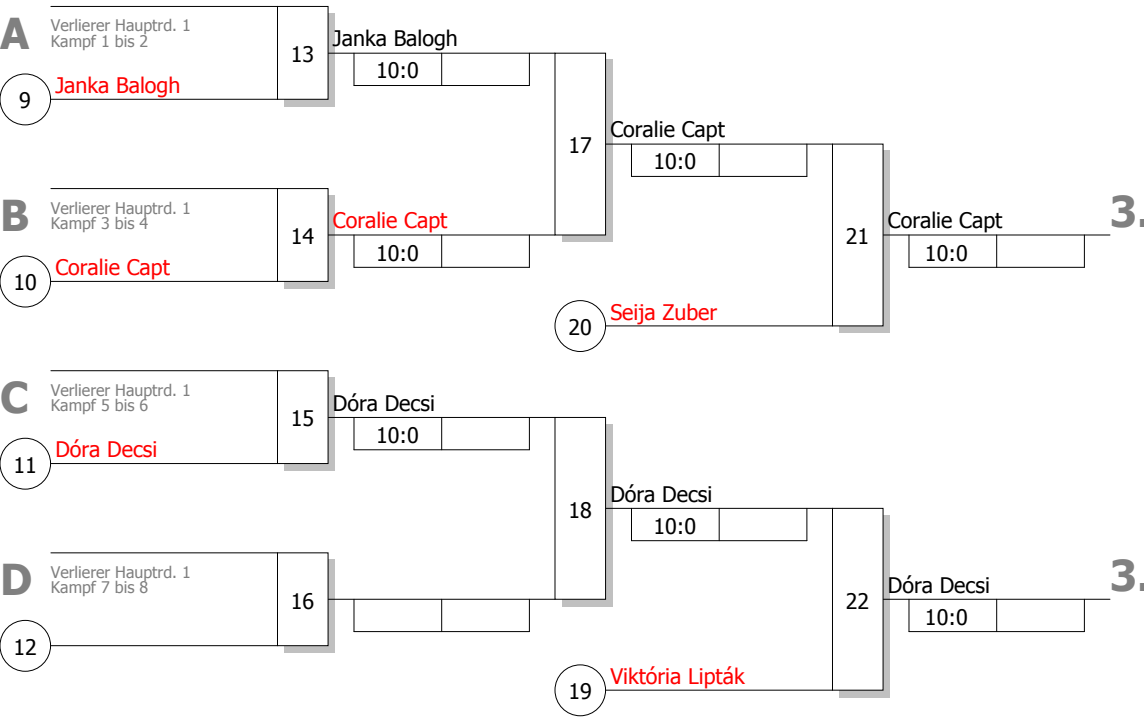 A
Verlierer Hauptrd. 1
Kampf 1 bis 2
13
Janka Balogh
10:0
9
Janka Balogh
17
Coralie Capt
10:0
B
Verlierer Hauptrd. 1
Kampf 3 bis 4
14
Coralie Capt
10:0
10
Coralie Capt
21
Coralie Capt
10:0
3.
20
Seija Zuber
C
Verlierer Hauptrd. 1
Kampf 5 bis 6
15
Dóra Decsi
10:0
11
Dóra Decsi
18
Dóra Decsi
10:0
D
Verlierer Hauptrd. 1
Kampf 7 bis 8
16
12
22
Dóra Decsi
10:0
3.
19
Viktória Lipták